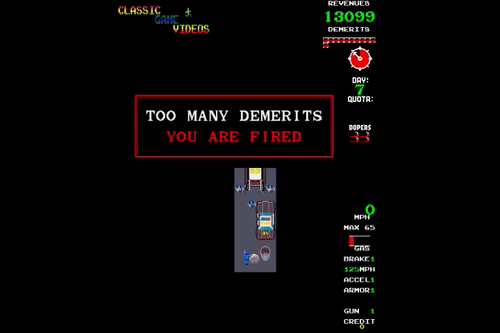 CLASSIC
GAME
VIDEOS
REVENUES
13099
DEMERITS
DAY:
7
QUOTA:
DOPERS
TOO MANY DEMERITS
YOU ARE FIRED
0
MPH
MAX 65
GAS
BRAKE1
125MPH
ACCEL1
ARMOR1
GUN 1
CREDIT
0